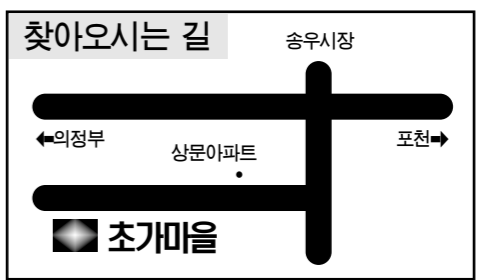 찾아오시는 길
송우시장
←의정부
포천→
상문아파트
초가마을